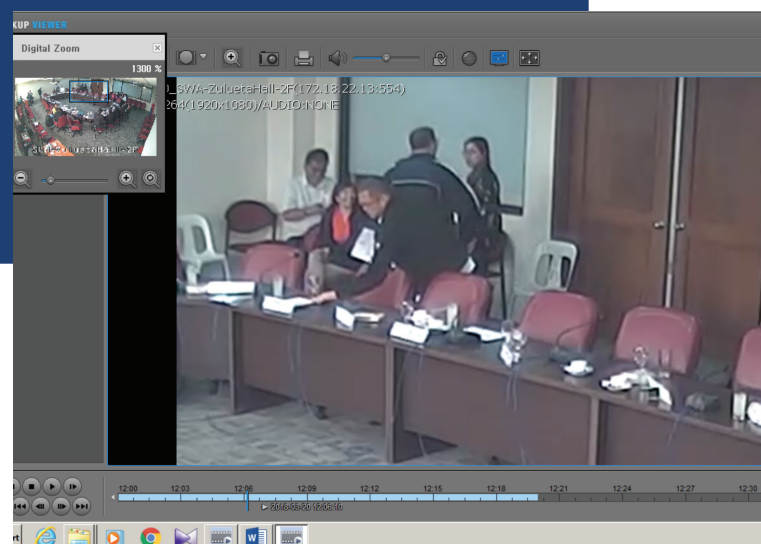 KUP VIEWER
Digital Zoom
1300 %
_SWA-ZuluetaHall-2F(172.18.22.13:554)
264(1920x1080)/AUDIO:NONE
12:00 12:03 12:06 12:09 12:12 12:15 12:18 12:21 12:24 12:27 12:30